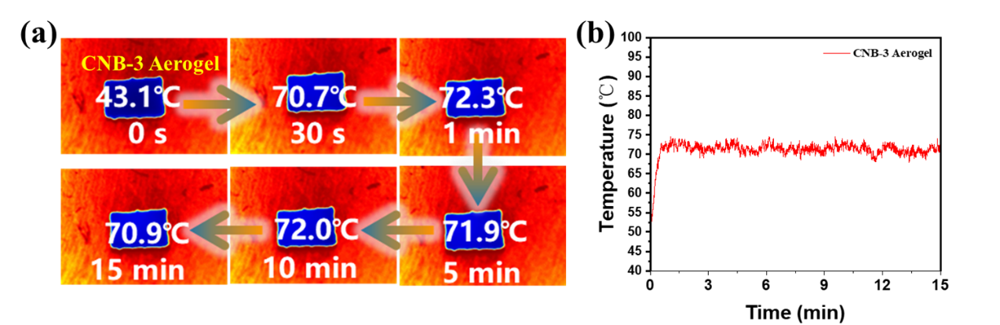 (a)
CNB-3 Aerogel
43.1℃
0 s
70.7℃
30 s
72.3℃
1 min
70.9℃
15 min
72.0℃
10 min
71.9℃
5 min
(b)
CNB-3 Aerogel
Temperature (℃)
100
95
90
85
80
75
70
65
60
55
50
45
40
0 3 6 9 12 15
Time (min)